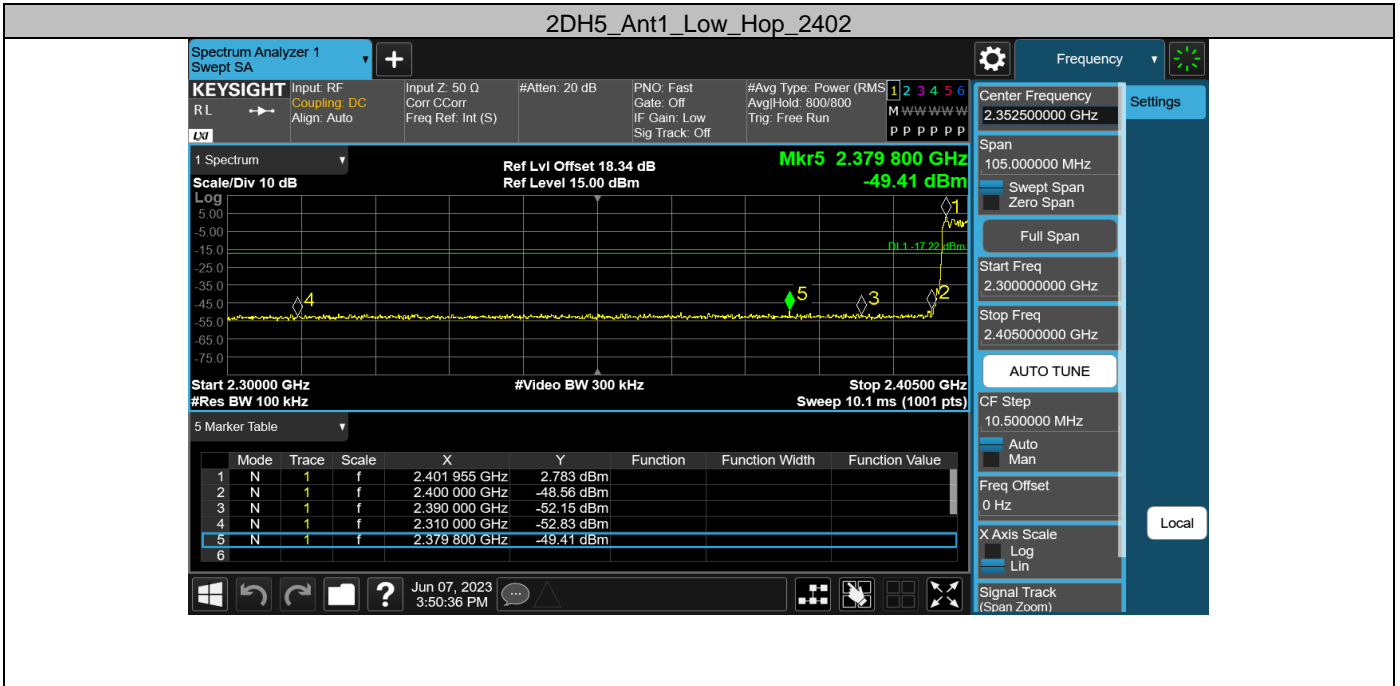 2DH5_Ant1_Low_Hop_2402
Spectrum Analyzer 1
Swept SA
+
Frequency
KEYSIGHT
R L
LXI
Input: RF
Coupling: DC
Align: Auto
Input Z: 50 Ω
Corr CCorr
Freq Ref: Int (S)
#Atten: 20 dB
PNO: Fast
Gate: Off
IF Gain: Low
Sig Track: Off
#Avg Type: Power (RMS
Avg|Hold: 800/800
Trig: Free Run
1 2 3 4 5 6
M W W W W W
P P P P P P
1 Spectrum
Scale/Div 10 dB
Ref Lvl Offset 18.34 dB
Ref Level 15.00 dBm
Mkr5 2.379 800 GHz
-49.41 dBm
Log
5.00
-5.00
-15.0
-25.0
-35.0
-45.0
-55.0
-65.0
-75.0
1
DL1 -17.22 dBm
4
5
3
2
Start 2.30000 GHz
#Video BW 300 kHz
Stop 2.40500 GHz
#Res BW 100 kHz
Sweep 10.1 ms (1001 pts)
5 Marker Table
Mode Trace Scale X Y Function Function Width Function Value
1 N 1 f 2.401 955 GHz 2.783 dBm
2 N 1 f 2.400 000 GHz -48.56 dBm
3 N 1 f 2.390 000 GHz -52.15 dBm
4 N 1 f 2.310 000 GHz -52.83 dBm
5 N 1 f 2.379 800 GHz -49.41 dBm
6
?
Jun 07, 2023
3:50:36 PM
Center Frequency
2.352500000 GHz
Span
105.000000 MHz
Swept Span
Zero Span
Full Span
Start Freq
2.300000000 GHz
Stop Freq
2.405000000 GHz
AUTO TUNE
CF Step
10.500000 MHz
Auto
Man
Freq Offset
0 Hz
X Axis Scale
Log
Lin
Signal Track
(Span Zoom)
Settings
Local